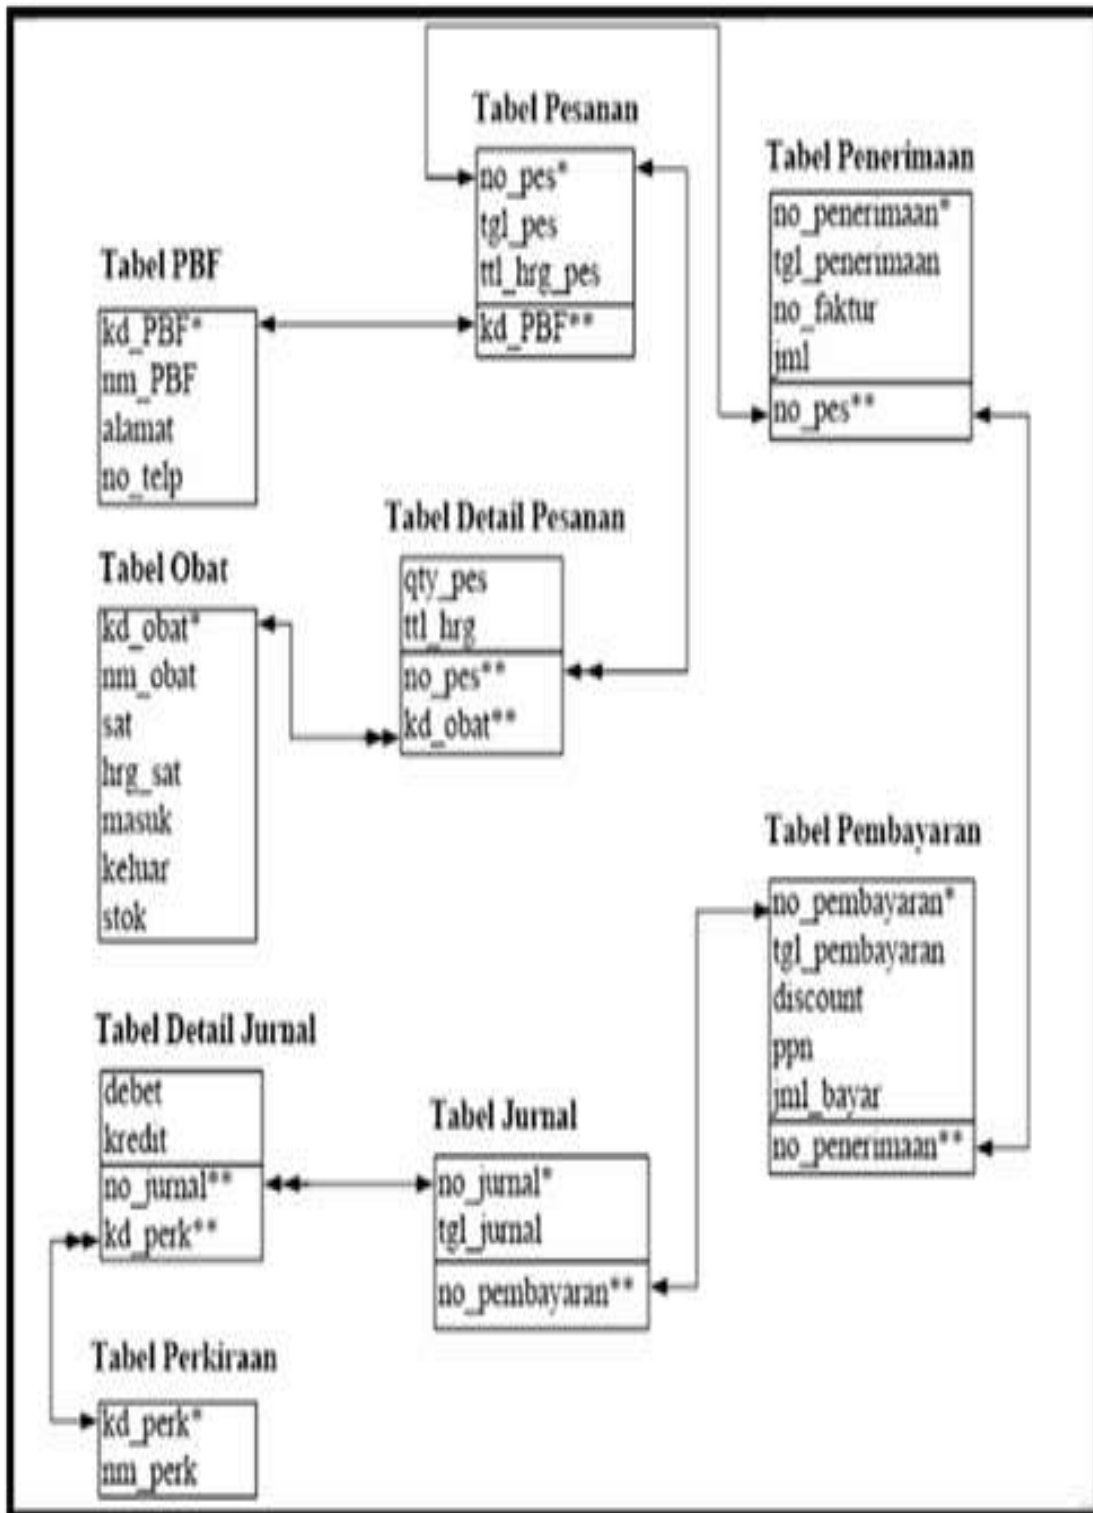 Tabel Pesanan
no_pes*
tgl_pes
ttl_hrg_pes
kd_PBF**
Tabel Penerimaan
no_penerimaan*
tgl_penerimaan
no_faktur
jml
no_pes**
Tabel PBF
kd_PBF*
nm_PBF
alamat
no_telp
Tabel Detail Pesanan
qty_pes
ttl_hrg
no_pes**
kd_obat**
Tabel Obat
kd_obat*
nm_obat
sat
hrg_sat
masuk
keluar
stok
Tabel Pembayaran
no_pembayaran*
tgl_pembayaran
discount
ppn
jml_bayar
no_penerimaan**
Tabel Detail Jurnal
debet
kredit
no_jurnal**
kd_perk**
Tabel Jurnal
no_jurnal*
tgl_jurnal
no_pembayaran**
Tabel Perkiraan
kd_perk*
nm_perk